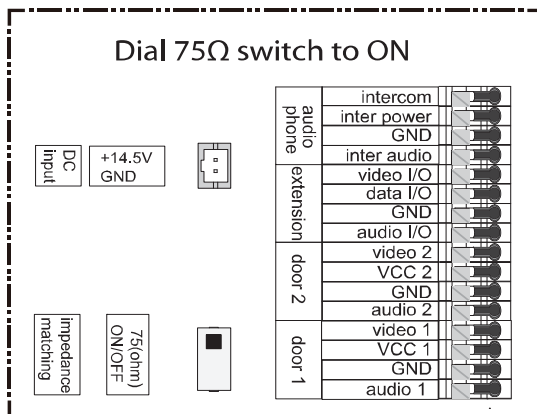 Dial 75Ω switch to ON
DC
input
+14.5V
GND
audio
phone
intercom
inter power
GND
inter audio
extension
video I/O
data I/O
GND
audio I/O
door 2
video 2
VCC 2
GND
audio 2
door 1
video 1
VCC 1
GND
audio 1
impedance
matching
75(ohm)
ON/OFF